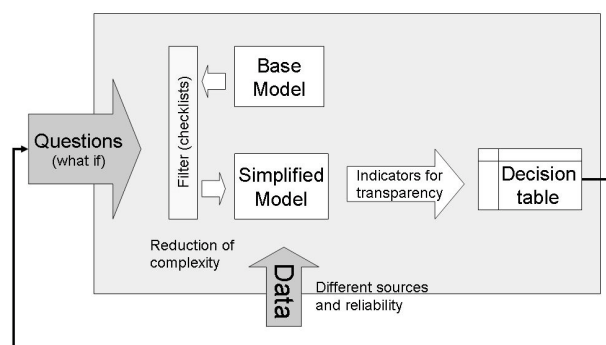 Questions
(what if)
Filter (checklists)
Base
Model
Simplified
Model
Indicators for
transparency
Decision
table
Reduction of
complexity
Data
Different sources
and reliability